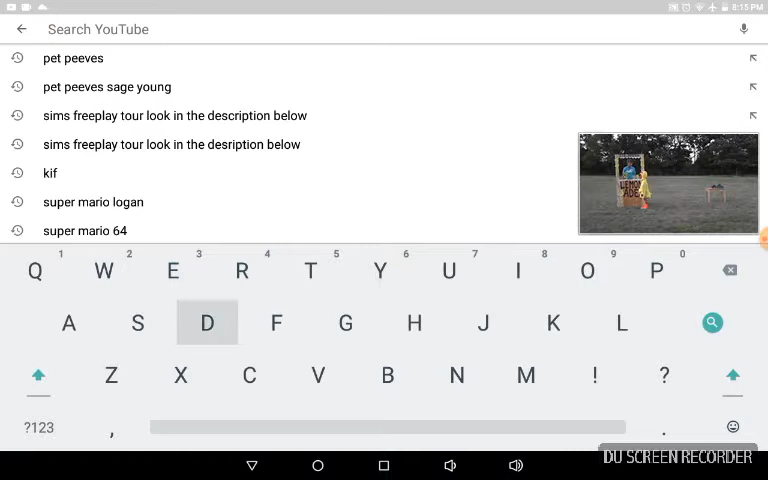 8:15 PM
Search YouTube
pet peeves
pet peeves sage young
sims freeplay tour look in the description below
sims freeplay tour look in the desription below
kif
super mario logan
super mario 64
LEMON
ADE
1 2 3 4 5 6 7 8 9 0
Q W E R T Y U I O P
A S D F G H J K L
Z X C V B N M ! ?
?123 , .
DU SCREEN RECORDER